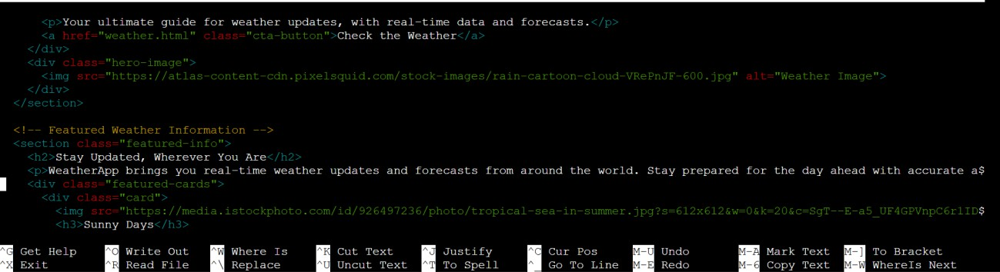 <p>Your ultimate guide for weather updates, with real-time data and forecasts.</p>
<a href="weather.html" class="cta-button">Check the Weather</a>
</div>
<div class="hero-image">
<img src="https://atlas-content-cdn.pixelsquid.com/stock-images/rain-cartoon-cloud-VRePnJF-600.jpg" alt="Weather Image">
</div>
</section>
<!-- Featured Weather Information -->
<section class="featured-info">
<h2>Stay Updated, Wherever You Are</h2>
<p>WeatherApp brings you real-time weather updates and forecasts from around the world. Stay prepared for the day ahead with accurate a$
<div class="featured-cards">
<div class="card">
<img src="https://media.istockphoto.com/id/926497236/photo/tropical-sea-in-summer.jpg?s=612x612&w=0&k=20&c=SgT--E-a5_UF4GPVnpC6rlID$
<h3>Sunny Days</h3>
^G Get Help ^O Write Out ^W Where Is ^K Cut Text ^J Justify ^C Cur Pos M-U Undo M-A Mark Text M-] To Bracket
^X Exit ^R Read File ^\ Replace ^U Uncut Text ^T To Spell ^_ Go To Line M-E Redo M-6 Copy Text M-W WhereIs Next